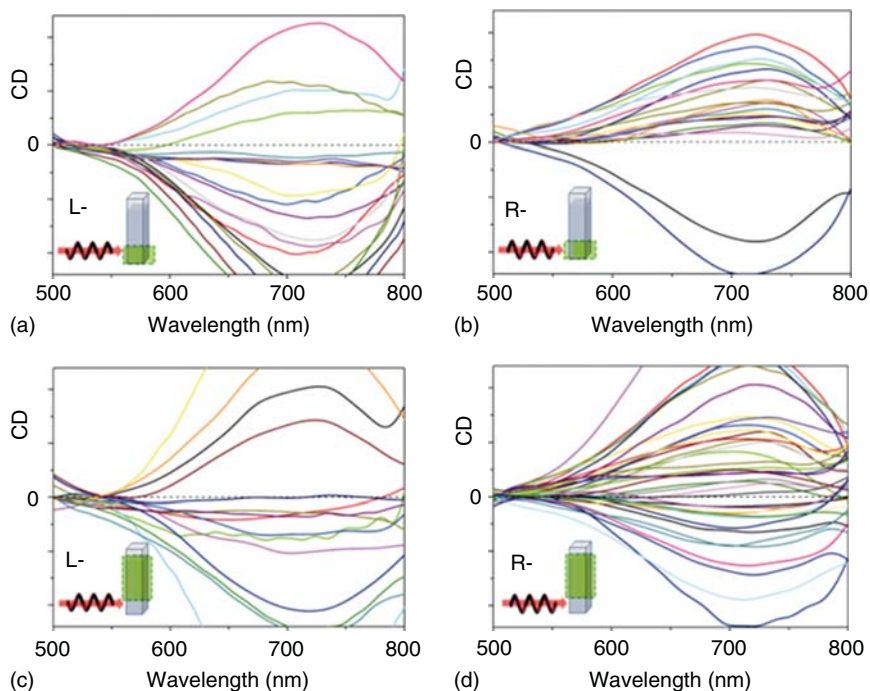 CD
0
L-
500 600 700 800
(a) Wavelength (nm)
CD
0
R-
500 600 700 800
(b) Wavelength (nm)
CD
0
L-
500 600 700 800
(c) Wavelength (nm)
CD
0
R-
500 600 700 800
(d) Wavelength (nm)